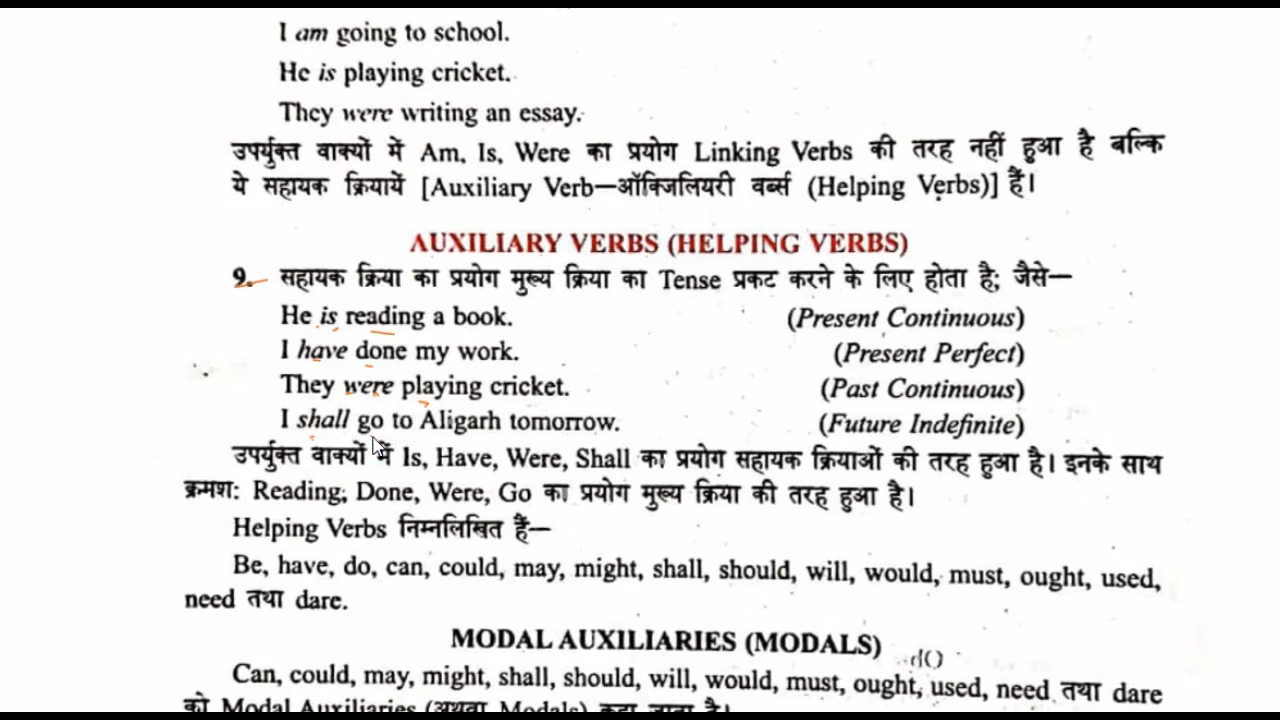 I am going to school.
He is playing cricket.
They were writing an essay.
उपर्युक्त वाक्यों में Am, Is, Were का प्रयोग Linking Verbs की तरह नहीं हुआ है बल्कि
ये सहायक क्रियायें [Auxiliary Verb—ऑक्जिलियरी वर्ब्स (Helping Verbs)] हैं।
AUXILIARY VERBS (HELPING VERBS)
9. सहायक क्रिया का प्रयोग मुख्य क्रिया का Tense प्रकट करने के लिए होता है; जैसे—
He is reading a book. (Present Continuous)
I have done my work. (Present Perfect)
They were playing cricket. (Past Continuous)
I shall go to Aligarh tomorrow. (Future Indefinite)
उपर्युक्त वाक्यों में Is, Have, Were, Shall का प्रयोग सहायक क्रियाओं की तरह हुआ है। इनके साथ
क्रमश: Reading, Done, Were, Go का प्रयोग मुख्य क्रिया की तरह हुआ है।
Helping Verbs निम्नलिखित हैं—
Be, have, do, can, could, may, might, shall, should, will, would, must, ought, used,
need तथा dare.
MODAL AUXILIARIES (MODALS)
do
Can, could, may, might, shall, should, will, would, must, ought, used, need तथा dare
को Modal Auxiliaries (अथवा Modals) कहा जाता है।